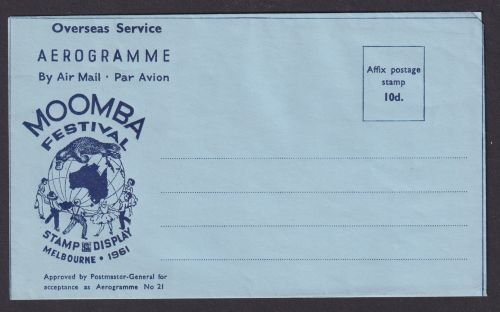 Overseas Service
AEROGRAMME
By Air Mail · Par Avion
MOOMBA
FESTIVAL
STAMP DISPLAY
MELBOURNE • 1961
Approved by Postmaster-General for
acceptance as Aerogramme No 21
Affix postage
stamp
10d.